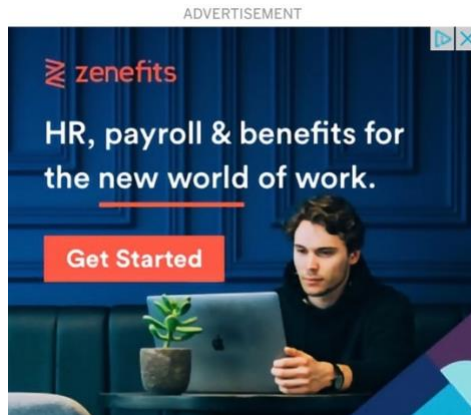 ADVERTISEMENT
zenefits
HR, payroll & benefits for
the new world of work.
Get Started